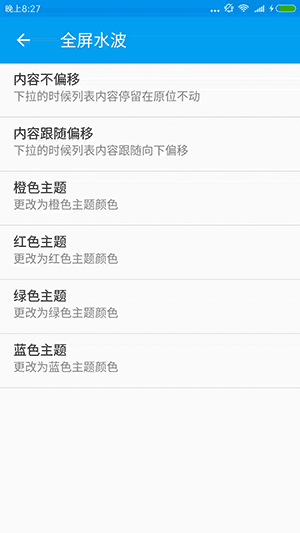 晚上8:27
全屏水波
内容不偏移
下拉的时候列表内容停留在原位不动
内容跟随偏移
下拉的时候列表内容跟随向下偏移
橙色主题
更改为橙色主题颜色
红色主题
更改为红色主题颜色
绿色主题
更改为绿色主题颜色
蓝色主题
更改为蓝色主题颜色